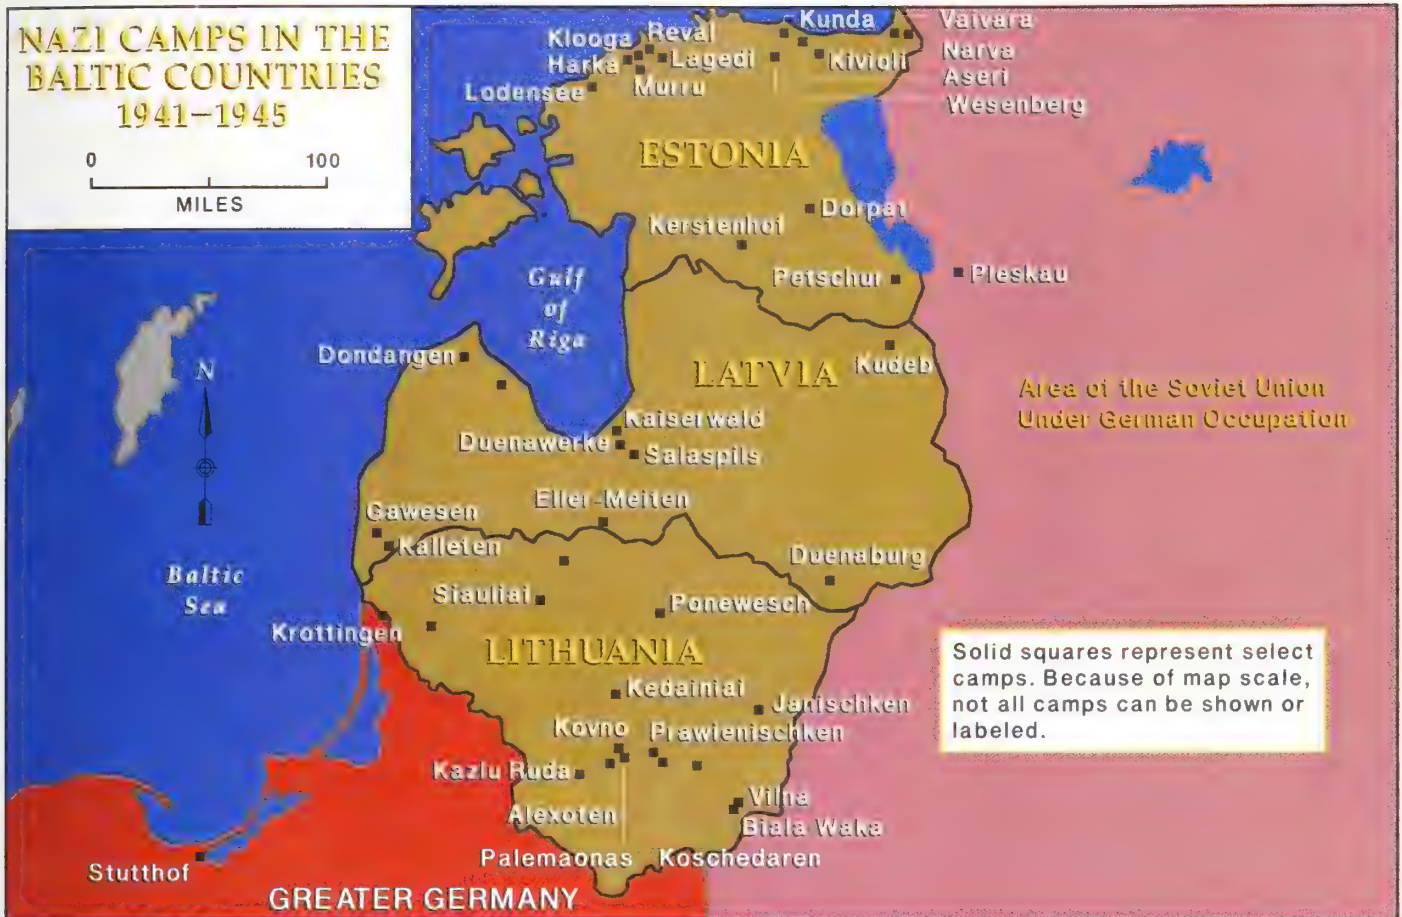 NAZI CAMPS IN THE
BALTIC COUNTRIES
1941–1945
0 100
MILES
Kunda
Vaivara
Klooga
Reval
Narva
Harka
Lagedi
Kivioli
Aseri
Lodensee
Murru
Wesenberg
ESTONIA
Dorpat
Kerstenhof
Petschur
Pleskau
Gulf
of
Riga
Dondangen
N
LATVIA
Kudeb
Area of the Soviet Union
Under German Occupation
Kaiserwald
Duenawerke
Salaspils
Eller-Meiten
Gawesen
Kalleten
Duenaburg
Baltic
Sea
Siauliai
Ponewesch
Krottingen
LITHUANIA
Solid squares represent select
camps. Because of map scale,
not all camps can be shown or
labeled.
Kedainiai
Janischken
Kovno
Prawienischken
Kazlu Ruda
Vilna
Alexoten
Biala Waka
Palemaonas
Koschedaren
Stutthof
GREATER GERMANY